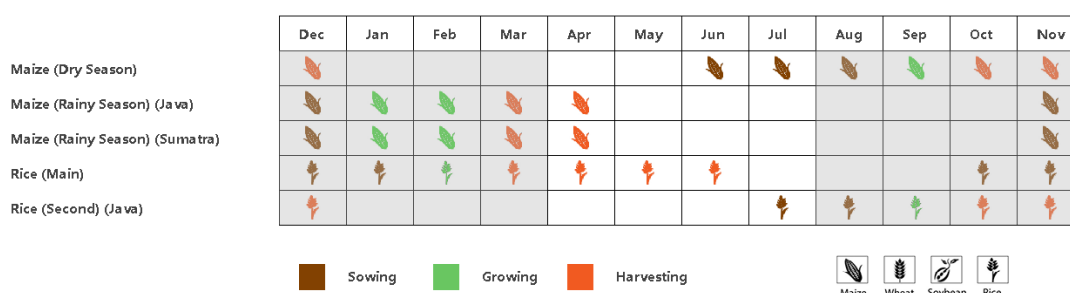 Dec Jan Feb Mar Apr May Jun Jul Aug Sep Oct Nov
Maize (Dry Season)
Maize (Rainy Season) (Java)
Maize (Rainy Season) (Sumatra)
Rice (Main)
Rice (Second) (Java)
Sowing Growing Harvesting
Maize Wheat Soybean Rice